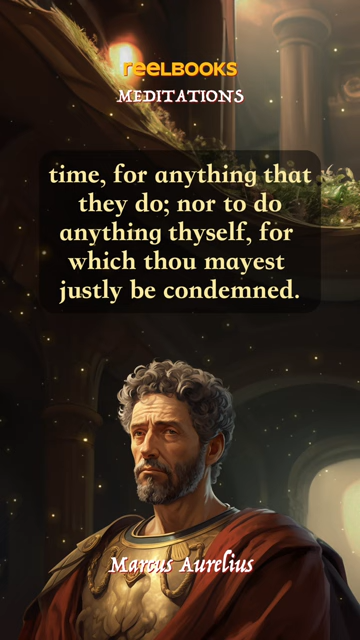 reelbooks
MEDITATIONS
time, for anything that
they do; nor to do
anything thyself, for
which thou mayest
justly be condemned.
Marcus Aurelius